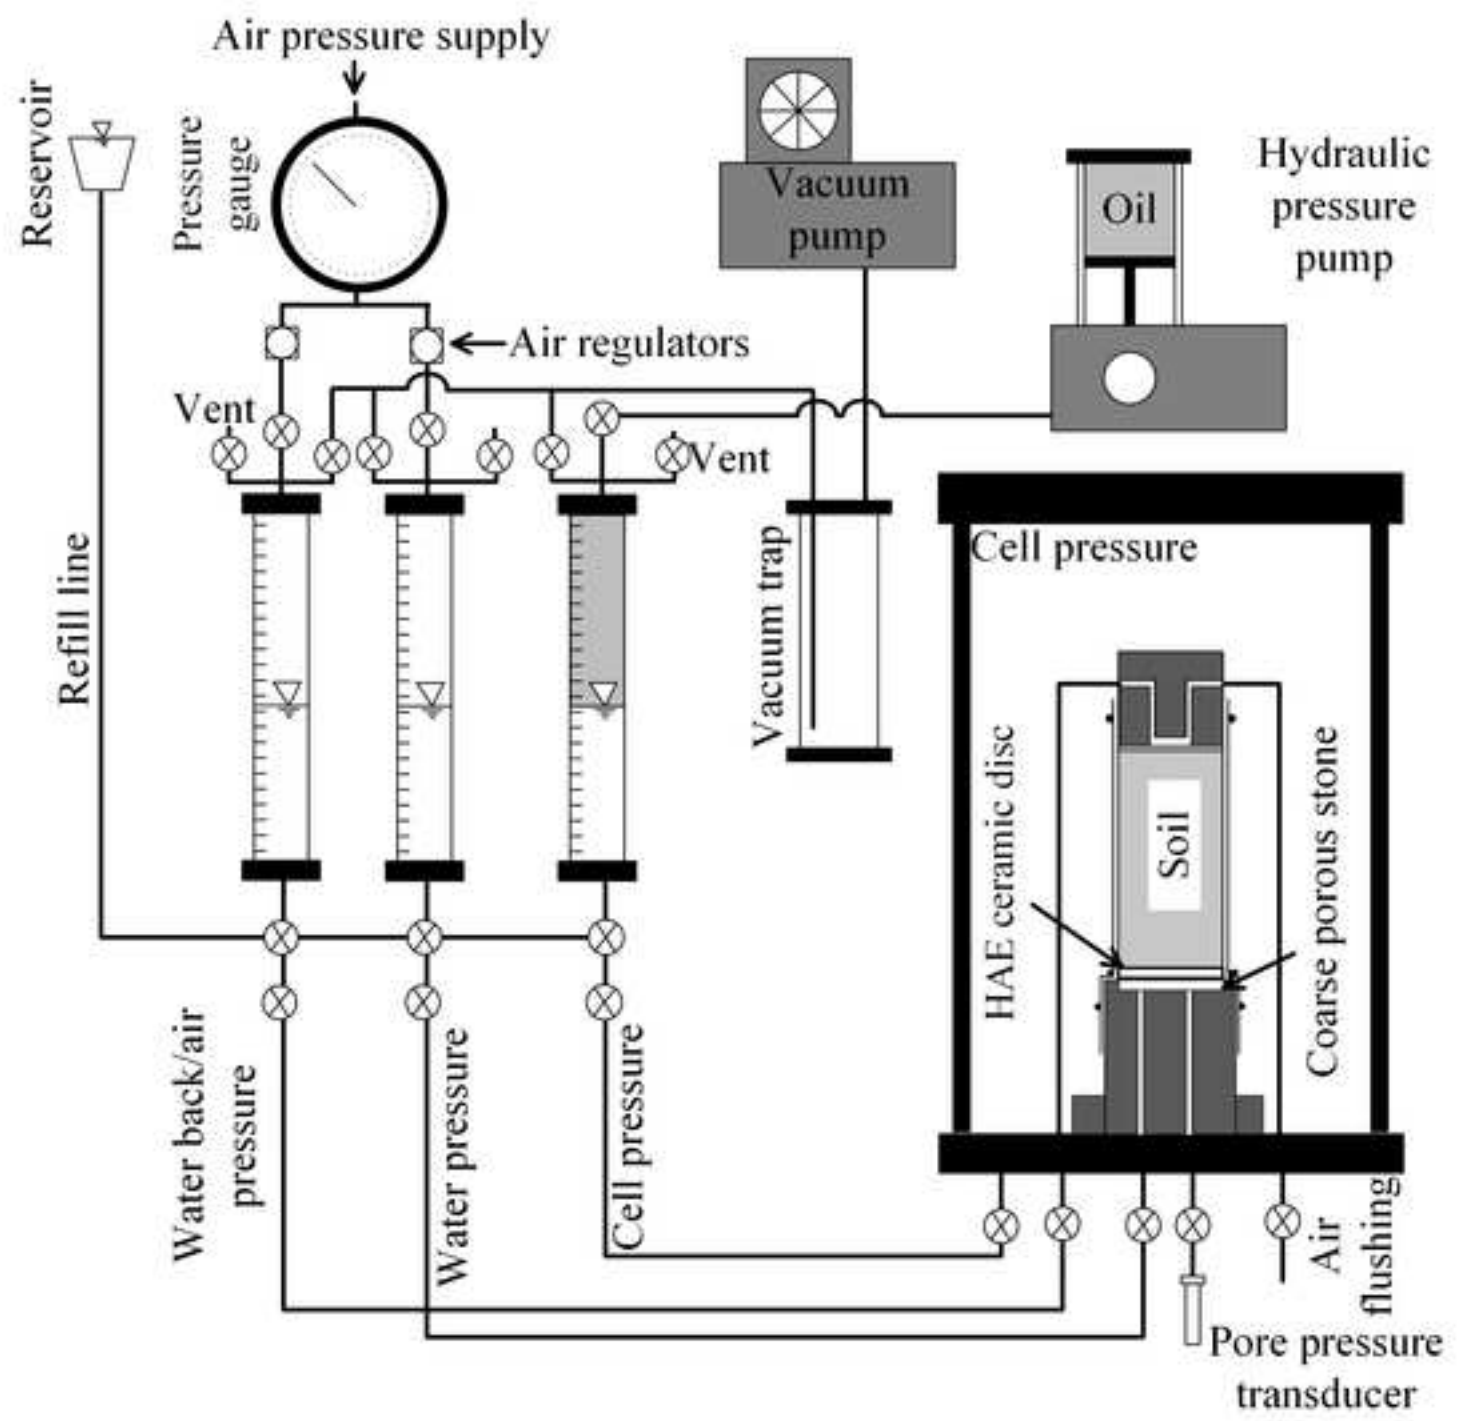 Air pressure supply
Reservoir
Pressure
gauge
Vacuum
pump
Oil
Hydraulic
pressure
pump
Air regulators
Vent
Vent
Refill line
Vacuum trap
Cell pressure
HAE ceramic disc
Soil
Coarse porous stone
Water back/air
pressure
Water pressure
Cell pressure
Air
flushing
Pore pressure
transducer